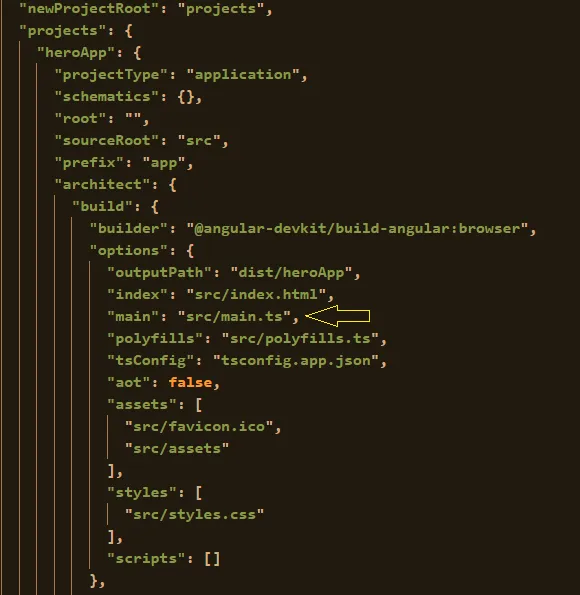 "newProjectRoot": "projects",
"projects": {
"heroApp": {
"projectType": "application",
"schematics": {},
"root": "",
"sourceRoot": "src",
"prefix": "app",
"architect": {
"build": {
"builder": "@angular-devkit/build-angular:browser",
"options": {
"outputPath": "dist/heroApp",
"index": "src/index.html",
"main": "src/main.ts",
"polyfills": "src/polyfills.ts",
"tsConfig": "tsconfig.app.json",
"aot": false,
"assets": [
"src/favicon.ico",
"src/assets"
],
"styles": [
"src/styles.css"
],
"scripts": []
},